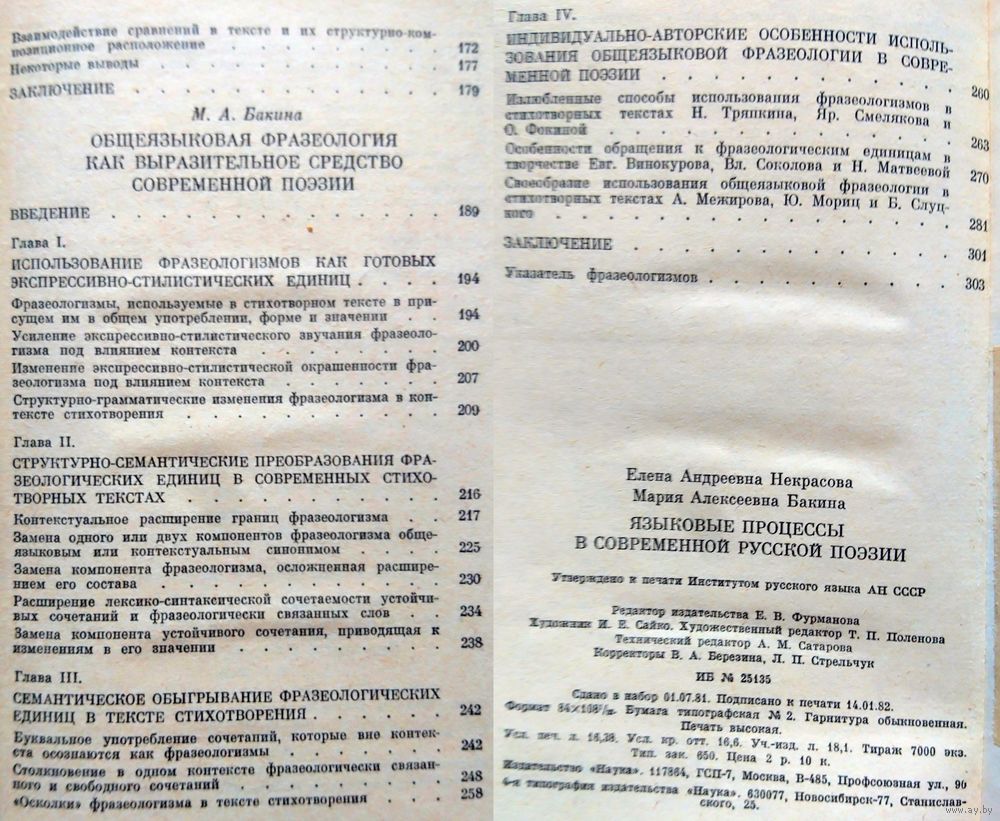 Взаимодействие сравнений в тексте и их структурно-ком-
позиционное расположение . . . . . . . . . 172
Некоторые выводы . . . . . . . . . . . 177
ЗАКЛЮЧЕНИЕ . . . . . . . . . . . . 179
М. А. Бакина
ОБЩЕЯЗЫКОВАЯ ФРАЗЕОЛОГИЯ
КАК ВЫРАЗИТЕЛЬНОЕ СРЕДСТВО
СОВРЕМЕННОЙ ПОЭЗИИ
ВВЕДЕНИЕ . . . . . . . . . . . . . 189
Глава I.
ИСПОЛЬЗОВАНИЕ ФРАЗЕОЛОГИЗМОВ КАК ГОТОВЫХ
ЭКСПРЕССИВНО-СТИЛИСТИЧЕСКИХ ЕДИНИЦ . . . . 194
Фразеологизмы, используемые в стихотворном тексте в при-
сущем им в общем употреблении, форме и значении . . 194
Усиление экспрессивно-стилистического звучания фразеоло-
гизма под влиянием контекста . . . . . . . 200
Изменение экспрессивно-стилистической окрашенности фра-
зеологизма под влиянием контекста . . . . . . 207
Структурно-грамматические изменения фразеологизма в кон-
тексте стихотворения . . . . . . . . . . 209
Глава II.
СТРУКТУРНО-СЕМАНТИЧЕСКИЕ ПРЕОБРАЗОВАНИЯ ФРА-
ЗЕОЛОГИЧЕСКИХ ЕДИНИЦ В СОВРЕМЕННЫХ СТИХО-
ТВОРНЫХ ТЕКСТАХ . . . . . . . . . . 216
Контекстуальное расширение границ фразеологизма . . 217
Замена одного или двух компонентов фразеологизма обще-
языковым или контекстуальным синонимом . . . . 225
Замена компонента фразеологизма, осложненная расшире-
нием его состава . . . . . . . . . . . 230
Расширение лексико-синтаксической сочетаемости устойчи-
вых сочетаний и фразеологически связанных слов . . 234
Замена компонента устойчивого сочетания, приводящая к
изменениям в его значении . . . . . . . . 238
Глава III.
СЕМАНТИЧЕСКОЕ ОБЫГРЫВАНИЕ ФРАЗЕОЛОГИЧЕСКИХ
ЕДИНИЦ В ТЕКСТЕ СТИХОТВОРЕНИЯ . . . . . . 242
Буквальное употребление сочетаний, которые вне контек-
ста осознаются как фразеологизмы . . . . . . 242
Столкновение в одном контексте фразеологически связан-
ного и свободного сочетаний . . . . . . . 248
«Осколки» фразеологизма в тексте стихотворения . . . 258
Глава IV.
ИНДИВИДУАЛЬНО-АВТОРСКИЕ ОСОБЕННОСТИ ИСПОЛЬ-
ЗОВАНИЯ ОБЩЕЯЗЫКОВОЙ ФРАЗЕОЛОГИИ В СОВРЕ-
МЕННОЙ ПОЭЗИИ . . . . . . . . . . . 260
Излюбленные способы использования фразеологизмов в
стихотворных текстах Н. Тряпкина, Яр. Смелякова и
О. Фокиной . . . . . . . . . . . . 263
Особенности обращения к фразеологическим единицам в
творчестве Евг. Винокурова, Вл. Соколова и Н. Матвеевой 270
Своеобразие использования общеязыковой фразеологии в
стихотворных текстах А. Межирова, Ю. Мориц и Б. Слуц-
кого . . . . . . . . . . . . . . 281
ЗАКЛЮЧЕНИЕ . . . . . . . . . . . . 301
Указатель фразеологизмов . . . . . . . . . 303
Елена Андреевна Некрасова
Мария Алексеевна Бакина
ЯЗЫКОВЫЕ ПРОЦЕССЫ
В СОВРЕМЕННОЙ РУССКОЙ ПОЭЗИИ
Утверждено к печати Институтом русского языка АН СССР
Редактор издательства Е. В. Фурманова
Художник И. Е. Сайко. Художественный редактор Т. П. Поленова
Технический редактор А. М. Сатарова
Корректоры В. А. Березина, Л. П. Стрельчук
ИБ № 25135
Сдано в набор 01.07.81. Подписано к печати 14.01.82.
Формат 84×108¹/₃₂. Бумага типографская № 2. Гарнитура обыкновенная.
Печать высокая.
Усл. печ. л. 16,38. Усл. кр. отт. 16,6. Уч.-изд. л. 18,1. Тираж 7000 экз.
Тип. зак. 650. Цена 2 р. 10 к.
Издательство «Наука». 117864, ГСП-7, Москва, В-485, Профсоюзная ул., 90
4-я типография издательства «Наука». 630077, Новосибирск-77, Станислав-
ского, 25.
www.ay.by